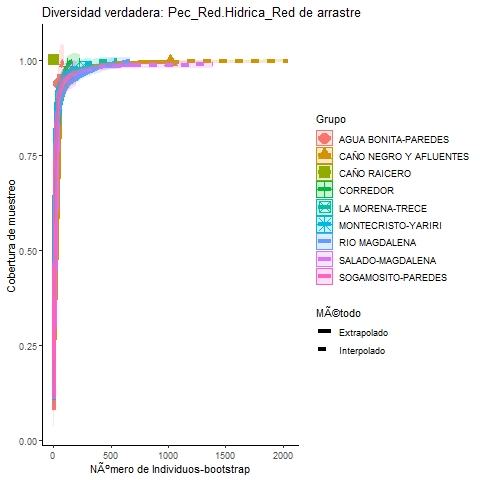 Diversidad verdadera: Pec_Red.Hidrica_Red de arrastre
1.00
0.75
0.50
0.25
0.00
Cobertura de muestreo
0
500
1000
1500
2000
NÃºmero de Individuos-bootstrap
Grupo
AGUA BONITA-PAREDES
CAÑO NEGRO Y AFLUENTES
CAÑO RAICERO
CORREDOR
LA MORENA-TRECE
MONTECRISTO-YARIRI
RIO MAGDALENA
SALADO-MAGDALENA
SOGAMOSITO-PAREDES
MÃ©todo
Extrapolado
Interpolado